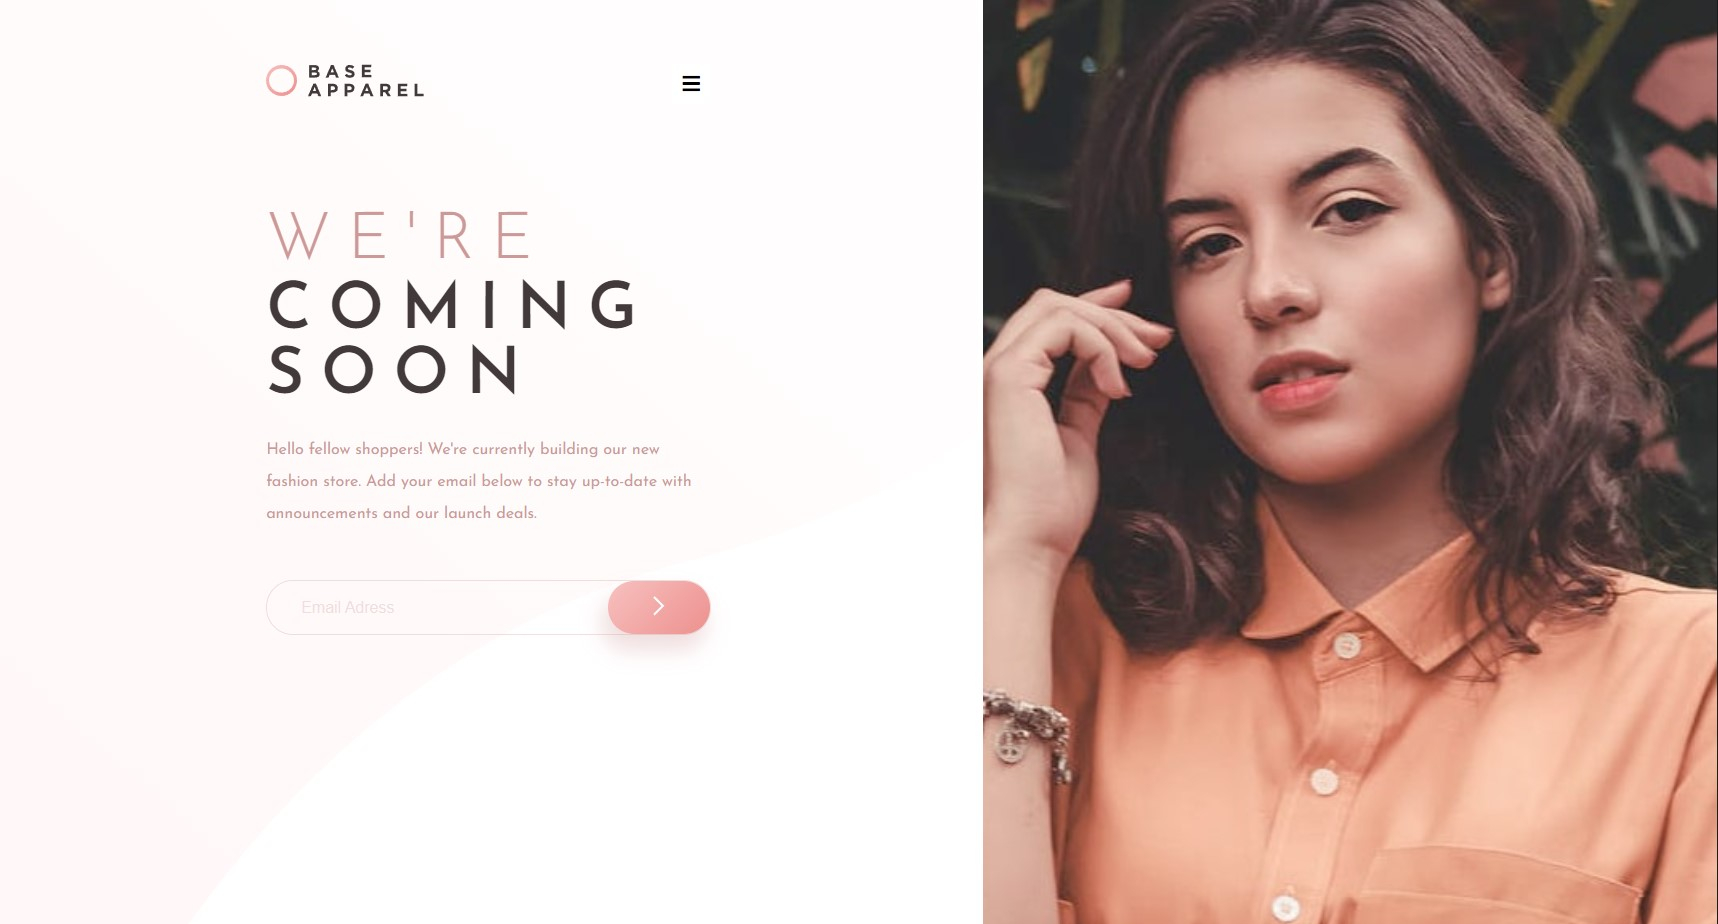 BASE
APPAREL
WE'RE
COMING
SOON
Hello fellow shoppers! We're currently building our new
fashion store. Add your email below to stay up-to-date with
announcements and our launch deals.
Email Adress